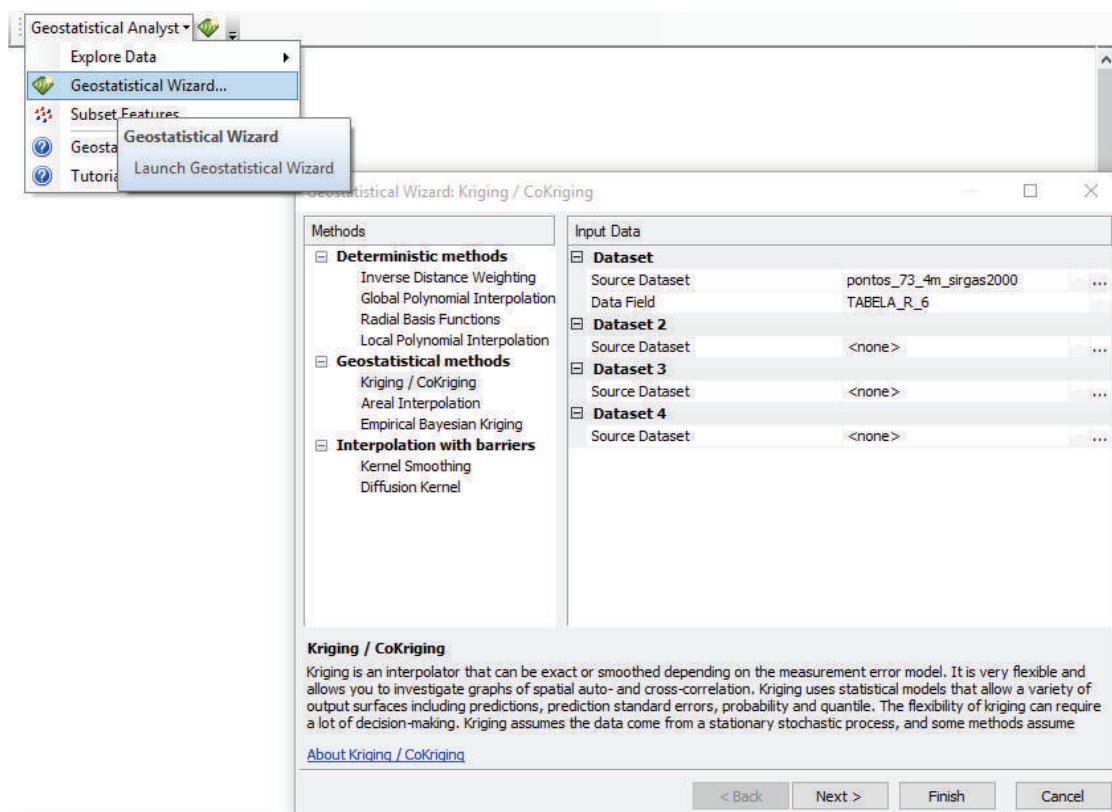 Geostatistical Analyst
Explore Data
Geostatistical Wizard...
Subset Features
Geosta
Tutoria
Geostatistical Wizard
Launch Geostatistical Wizard
Geostatistical Wizard: Kriging / CoKriging
Methods
Deterministic methods
Inverse Distance Weighting
Global Polynomial Interpolation
Radial Basis Functions
Local Polynomial Interpolation
Geostatistical methods
Kriging / CoKriging
Areal Interpolation
Empirical Bayesian Kriging
Interpolation with barriers
Kernel Smoothing
Diffusion Kernel
Input Data
Dataset
Source Dataset pontos_73_4m_sirgas2000 ...
Data Field TABELA_R_6
Dataset 2
Source Dataset <none> ...
Dataset 3
Source Dataset <none> ...
Dataset 4
Source Dataset <none> ...
Kriging / CoKriging
Kriging is an interpolator that can be exact or smoothed depending on the measurement error model. It is very flexible and
allows you to investigate graphs of spatial auto- and cross-correlation. Kriging uses statistical models that allow a variety of
output surfaces including predictions, prediction standard errors, probability and quantile. The flexibility of kriging can require
a lot of decision-making. Kriging assumes the data come from a stationary stochastic process, and some methods assume
About Kriging / CoKriging
< Back Next > Finish Cancel